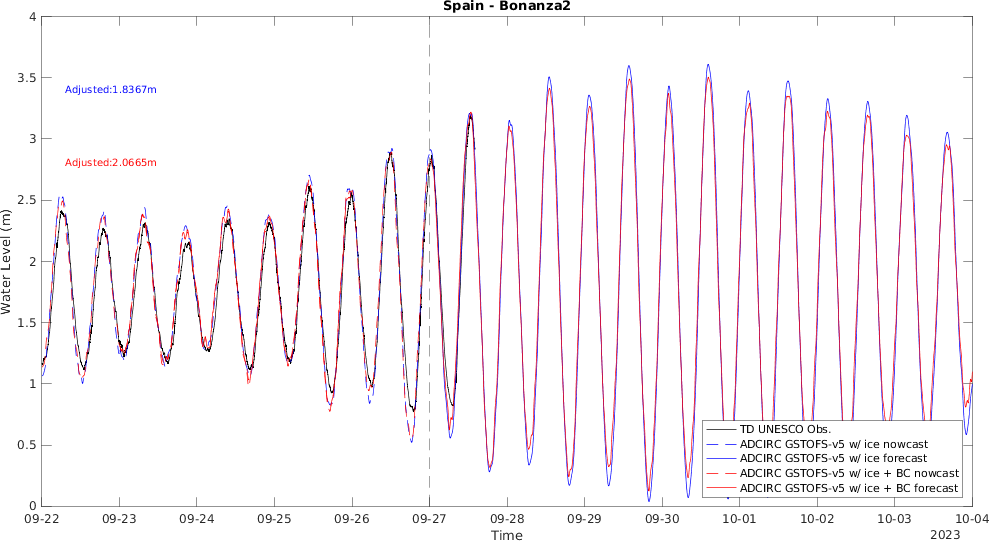 Spain - Bonanza2
4
3.5
3
2.5
2
1.5
1
0.5
0
Water Level (m)
Adjusted:1.8367m
Adjusted:2.0665m
TD UNESCO Obs.
ADCIRC GSTOFS-v5 w/ ice nowcast
ADCIRC GSTOFS-v5 w/ ice forecast
ADCIRC GSTOFS-v5 w/ ice + BC nowcast
ADCIRC GSTOFS-v5 w/ ice + BC forecast
09-22 09-23 09-24 09-25 09-26 09-27 09-28 09-29 09-30 10-01 10-02 10-03 10-04
Time
2023